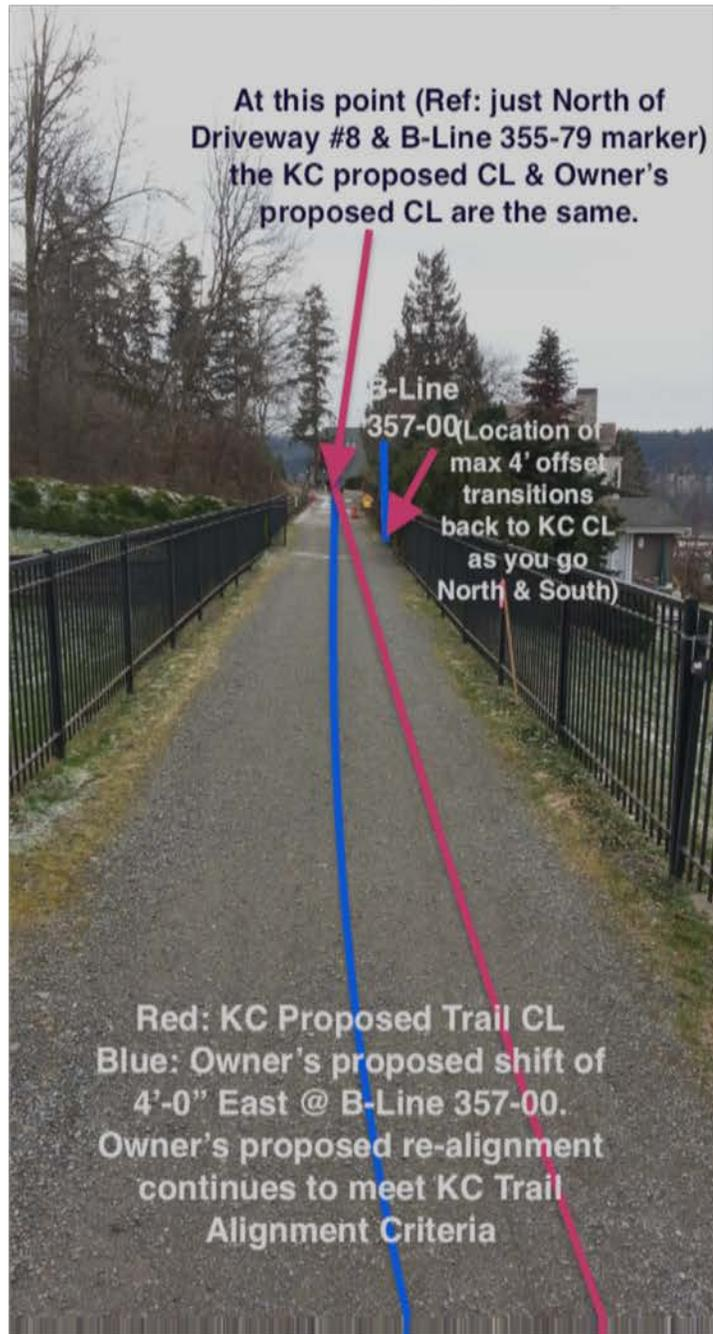 At this point (Ref: just North of
Driveway #8 & B-Line 355-79 marker)
the KC proposed CL & Owner's
proposed CL are the same.
B-Line
357-00
(Location of
max 4' offset
transitions
back to KC CL
as you go
North & South)
Red: KC Proposed Trail CL
Blue: Owner's proposed shift of
4'-0" East @ B-Line 357-00.
Owner's proposed re-alignment
continues to meet KC Trail
Alignment Criteria